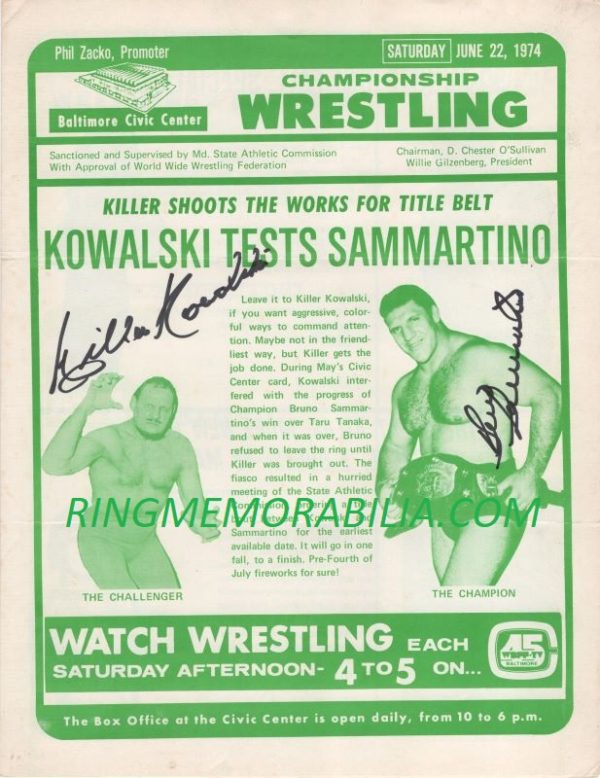 Phil Zacko, Promoter
SATURDAY JUNE 22, 1974
Baltimore Civic Center
CHAMPIONSHIP
WRESTLING
Sanctioned and Supervised by Md. State Athletic Commission
With Approval of World Wide Wrestling Federation
Chairman, D. Chester O'Sullivan
Willie Gilzenberg, President
KILLER SHOOTS THE WORKS FOR TITLE BELT
KOWALSKI TESTS SAMMARTINO
Killer Kowalski
Leave it to Killer Kowalski,
if you want aggressive, color-
ful ways to command atten-
tion. Maybe not in the friend-
liest way, but Killer gets the
job done. During May's Civic
Center card, Kowalski inter-
fered with the progress of
Champion Bruno Sammar-
tino's win over Taru Tanaka,
and when it was over, Bruno
refused to leave the ring until
Killer was brought out. The
fiasco resulted in a hurried
meeting of the State Athletic
Sammartino for the earliest
available date. It will go in one
fall, to a finish. Pre-Fourth of
July fireworks for sure!
RINGMEMORABILIA.COM
THE CHALLENGER
THE CHAMPION
WATCH WRESTLING EACH
SATURDAY AFTERNOON- 4 TO 5 ON...
45
BALTIMORE
The Box Office at the Civic Center is open daily, from 10 to 6 p.m.